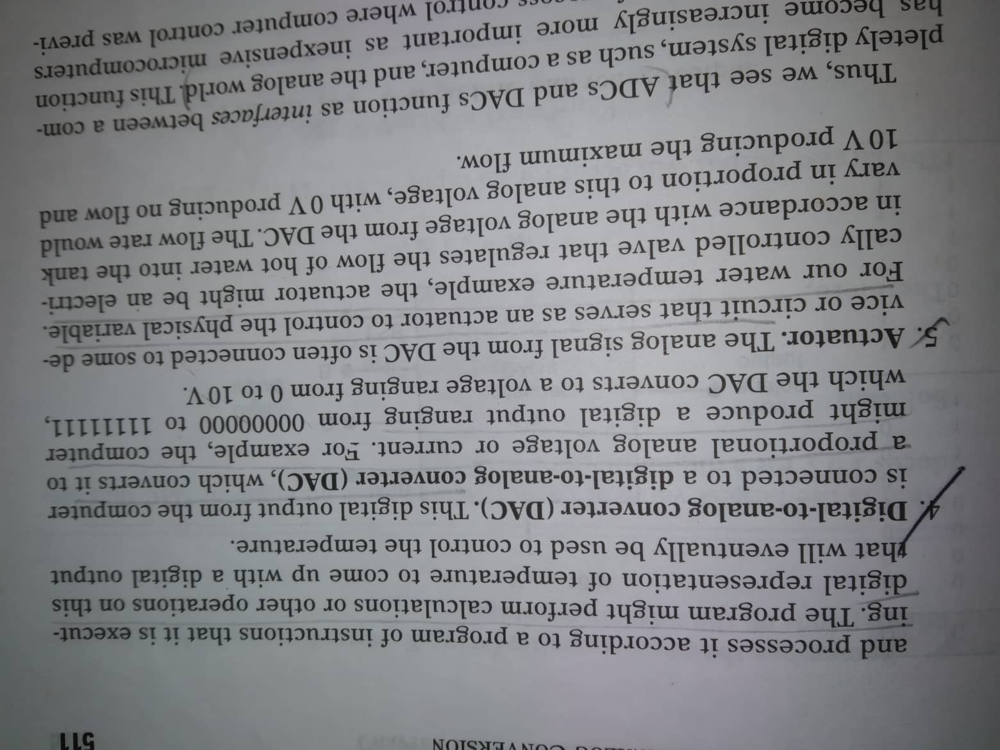 CONVERSION
511
and processes it according to a program of instructions that it is execut-
ing. The program might perform calculations or other operations on this
digital representation of temperature to come up with a digital output
that will eventually be used to control the temperature.
4. Digital-to-analog converter (DAC). This digital output from the computer
is connected to a digital-to-analog converter (DAC), which converts it to
a proportional analog voltage or current. For example, the computer
might produce a digital output ranging from 00000000 to 11111111,
which the DAC converts to a voltage ranging from 0 to 10 V.
5. Actuator. The analog signal from the DAC is often connected to some de-
vice or circuit that serves as an actuator to control the physical variable.
For our water temperature example, the actuator might be an electri-
cally controlled valve that regulates the flow of hot water into the tank
in accordance with the analog voltage from the DAC. The flow rate would
vary in proportion to this analog voltage, with 0 V producing no flow and
10 V producing the maximum flow.
Thus, we see that ADCs and DACs function as interfaces between a com-
pletely digital system, such as a computer, and the analog world. This function
has become increasingly more important as inexpensive microcomputers
control where computer control was previ-